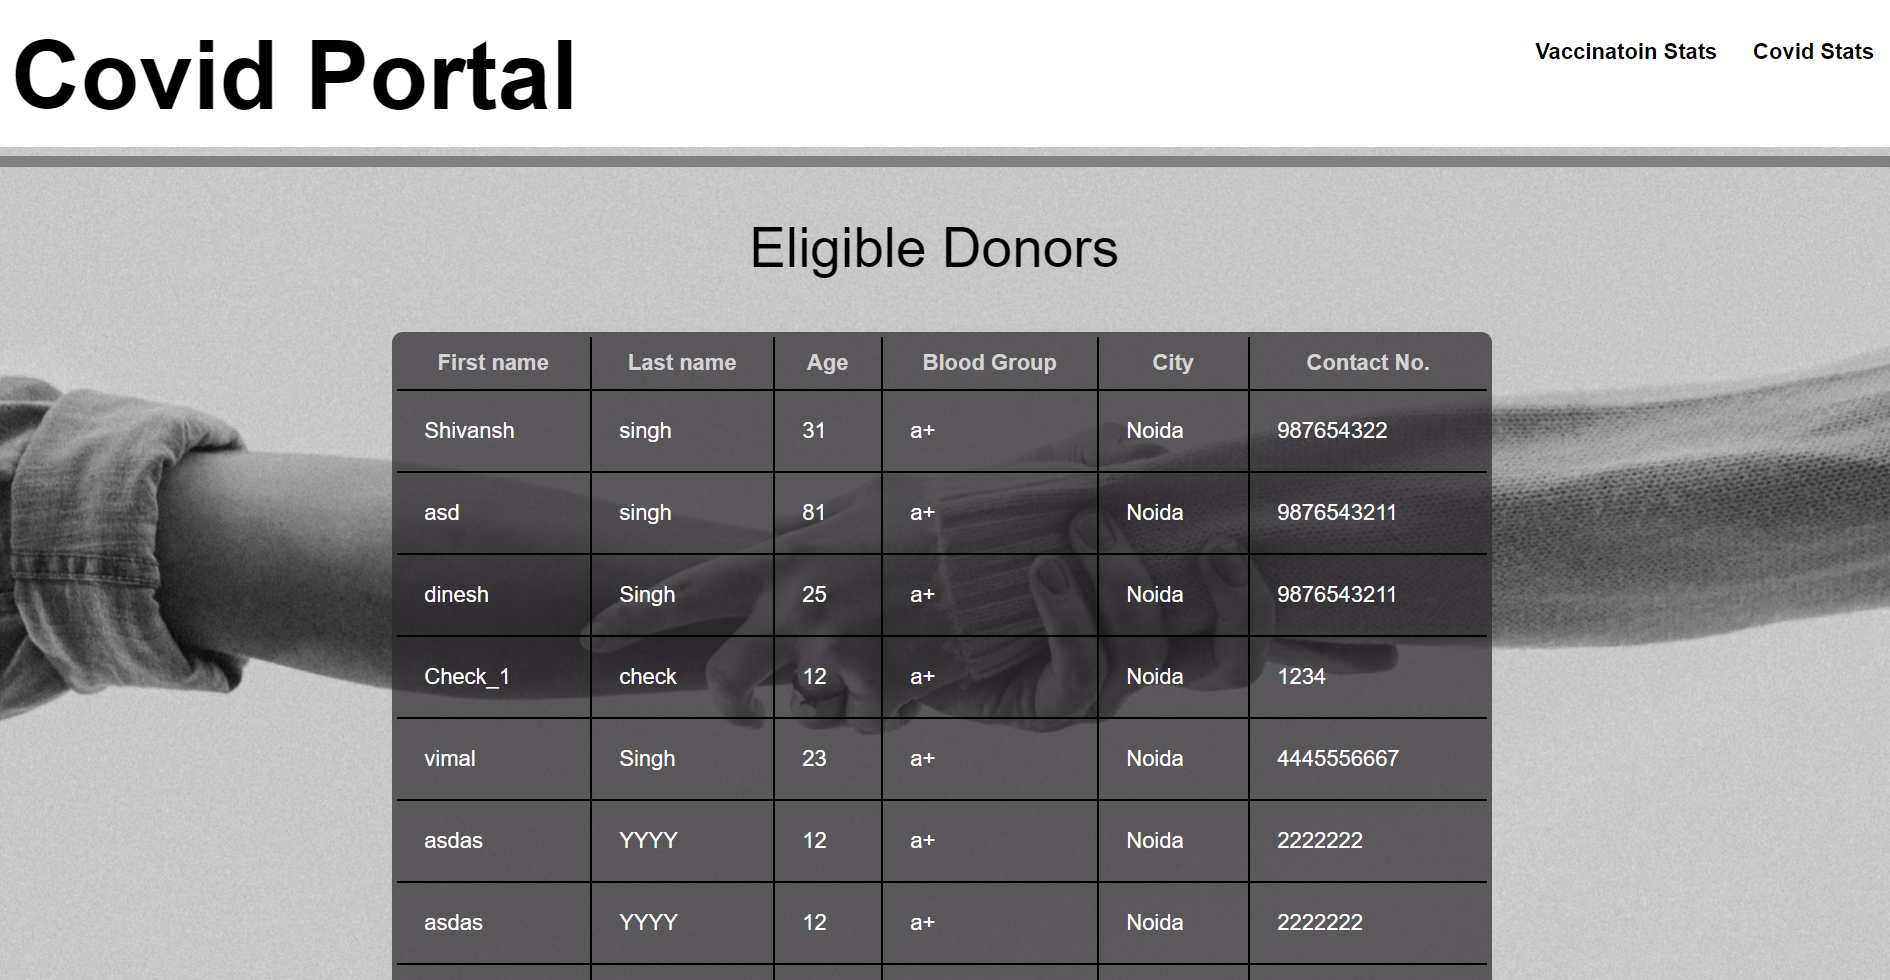 Covid Portal
Vaccinatoin Stats Covid Stats
Eligible Donors
First name Last name Age Blood Group City Contact No.
Shivansh singh 31 a+ Noida 987654322
asd singh 81 a+ Noida 9876543211
dinesh Singh 25 a+ Noida 9876543211
Check_1 check 12 a+ Noida 1234
vimal Singh 23 a+ Noida 4445556667
asdas YYYY 12 a+ Noida 2222222
asdas YYYY 12 a+ Noida 2222222